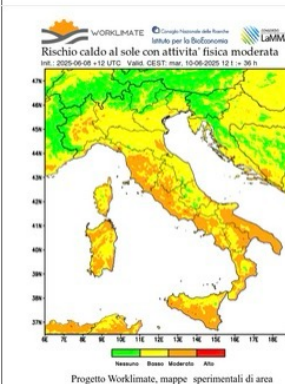 WORKLIMATE Consiglio Nazionale delle Ricerche
Istituto per la BioEconomia LaMMA
Rischio caldo al sole con attivita' fisica moderata
Init.: 2025-06-08 +12 UTC Valid. CEST: mar, 10-06-2025 12 t :+ 36 h
47N
46N
45N
44N
43N
42N
41N
40N
39N
38N
37N
6E 7E 8E 9E 10E 11E 12E 13E 14E 15E 16E 17E 18E
Nessuno Basso Moderato Alto
Progetto Worklimate, mappe sperimentali di area